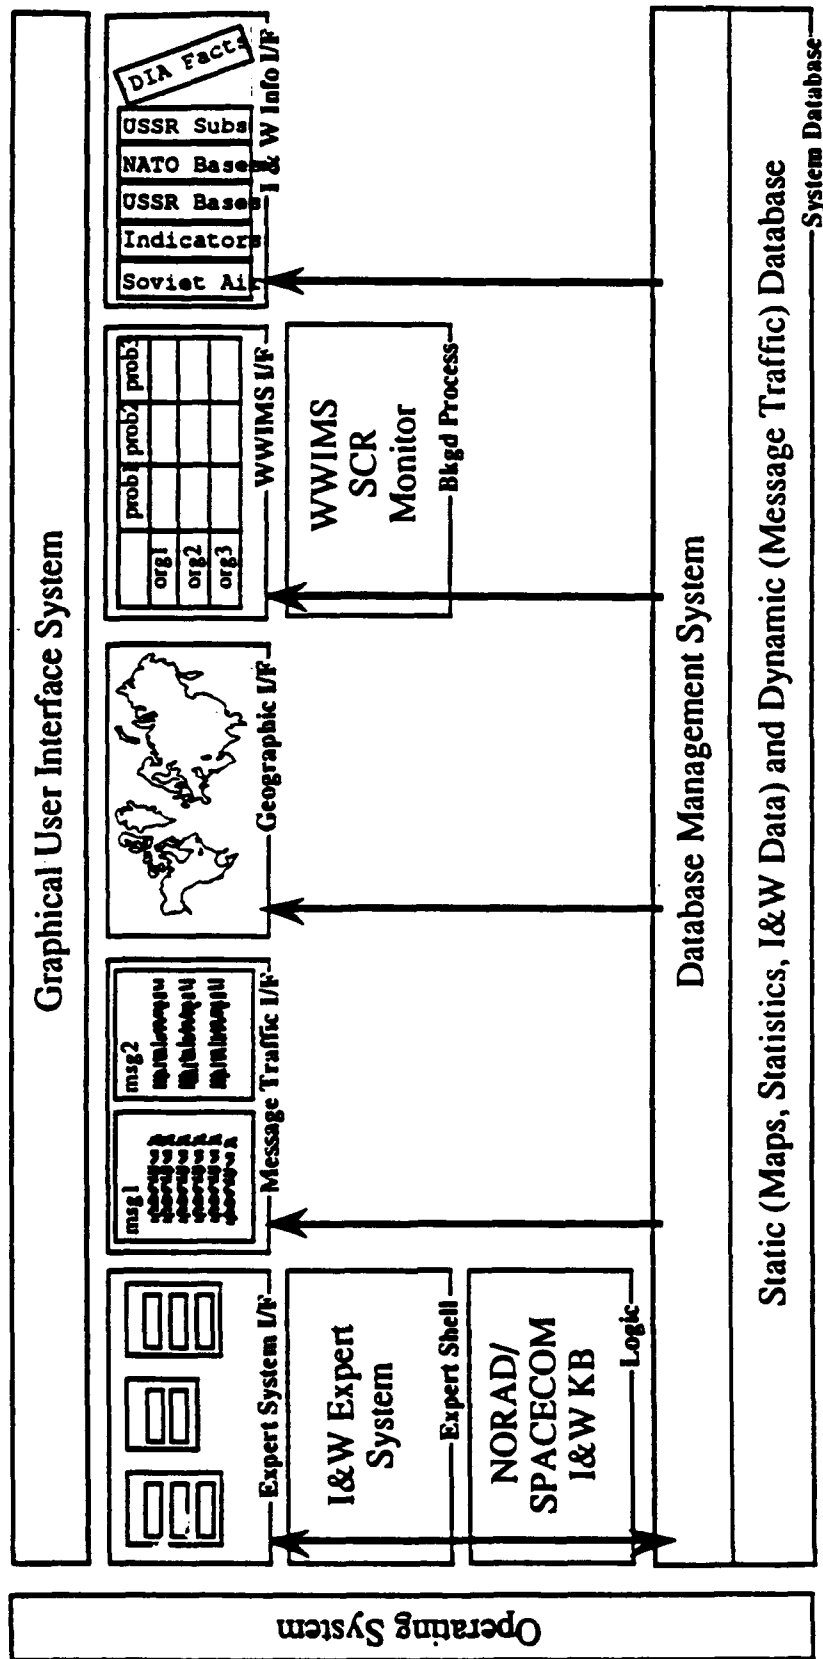 Graphical User Interface System
Expert System I/F
msg1
msg2
Message Traffic I/F
Geographic I/F
prob1
prob2
prob3
org1
org2
org3
WWIMS I/F
DIA Facts
USSR Subs
NATO Bases
USSR Bases
Indicators
Soviet Air
I & W Info I/F
I&W Expert
System
Expert Shell
WWIMS
SCR
Monitor
Bkgd Process
NORAD/
SPACECOM
I&W KB
Logic
Database Management System
Static (Maps, Statistics, I&W Data) and Dynamic (Message Traffic) Database
System Database
Operating System